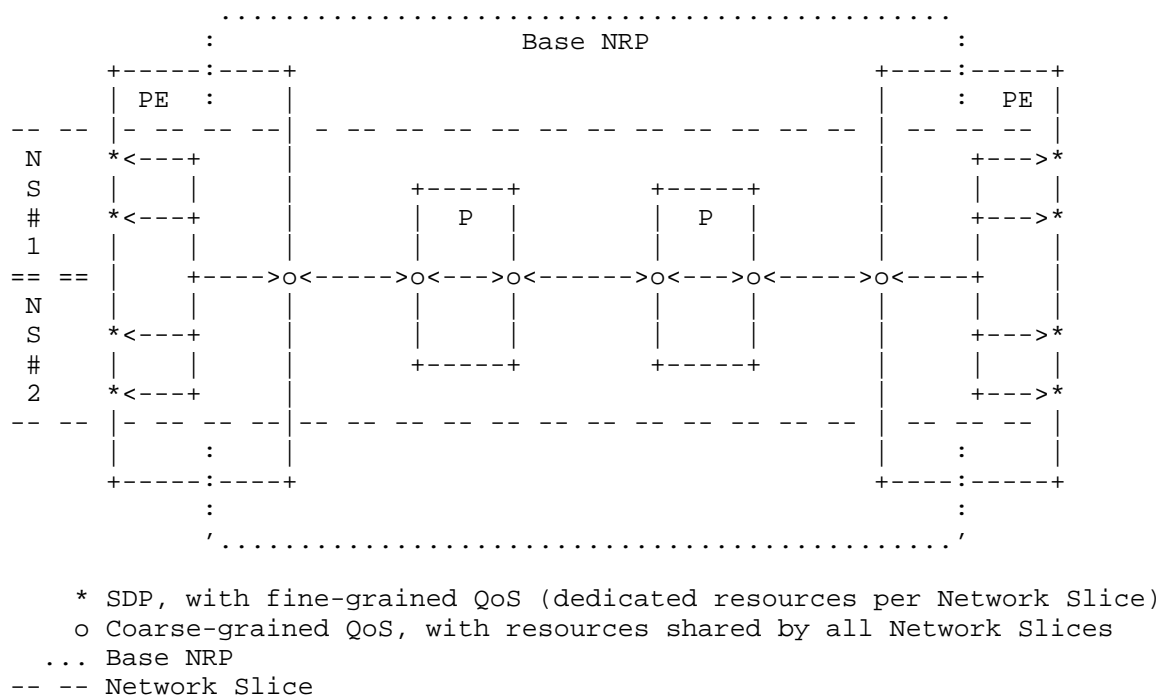 Base NRP
PE PE
N
S
# P P
1
N
S
#
2
* SDP, with fine-grained QoS (dedicated resources per Network Slice)
o Coarse-grained QoS, with resources shared by all Network Slices
... Base NRP
-- -- Network Slice